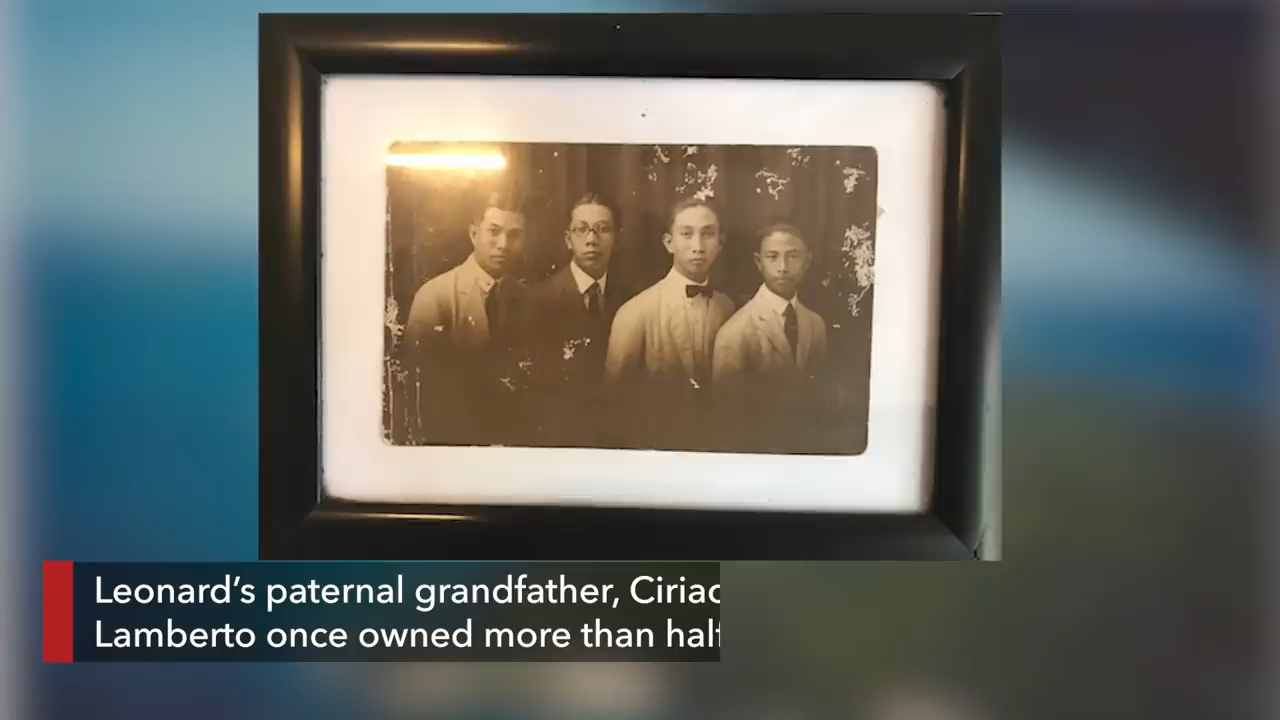 Leonard's paternal grandfather, Ciriac
Lamberto once owned more than half